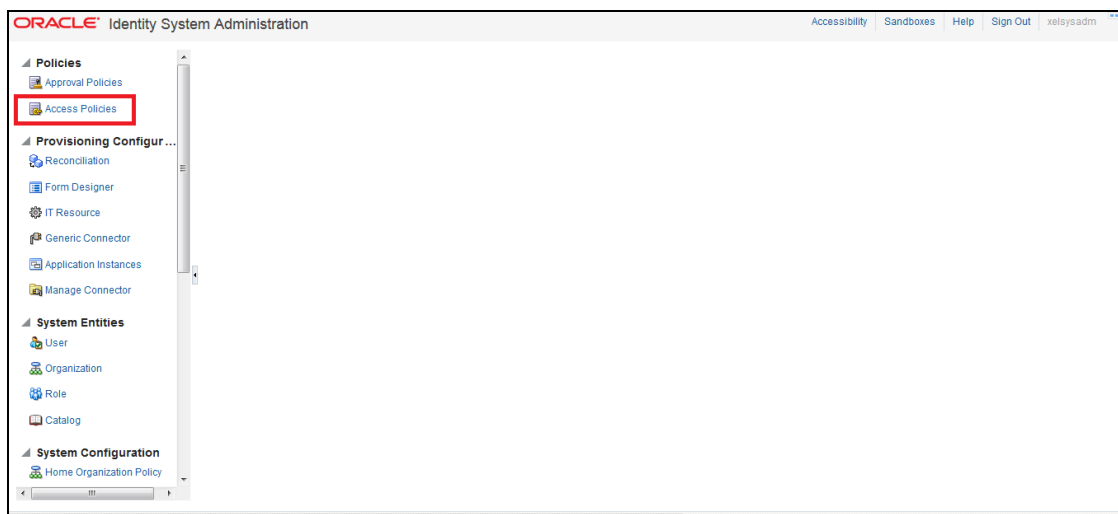 ORACLE® Identity System Administration
Accessibility Sandboxes Help Sign Out xelsysadm
Policies
Approval Policies
Access Policies
Provisioning Configur...
Reconciliation
Form Designer
IT Resource
Generic Connector
Application Instances
Manage Connector
System Entities
User
Organization
Role
Catalog
System Configuration
Home Organization Policy